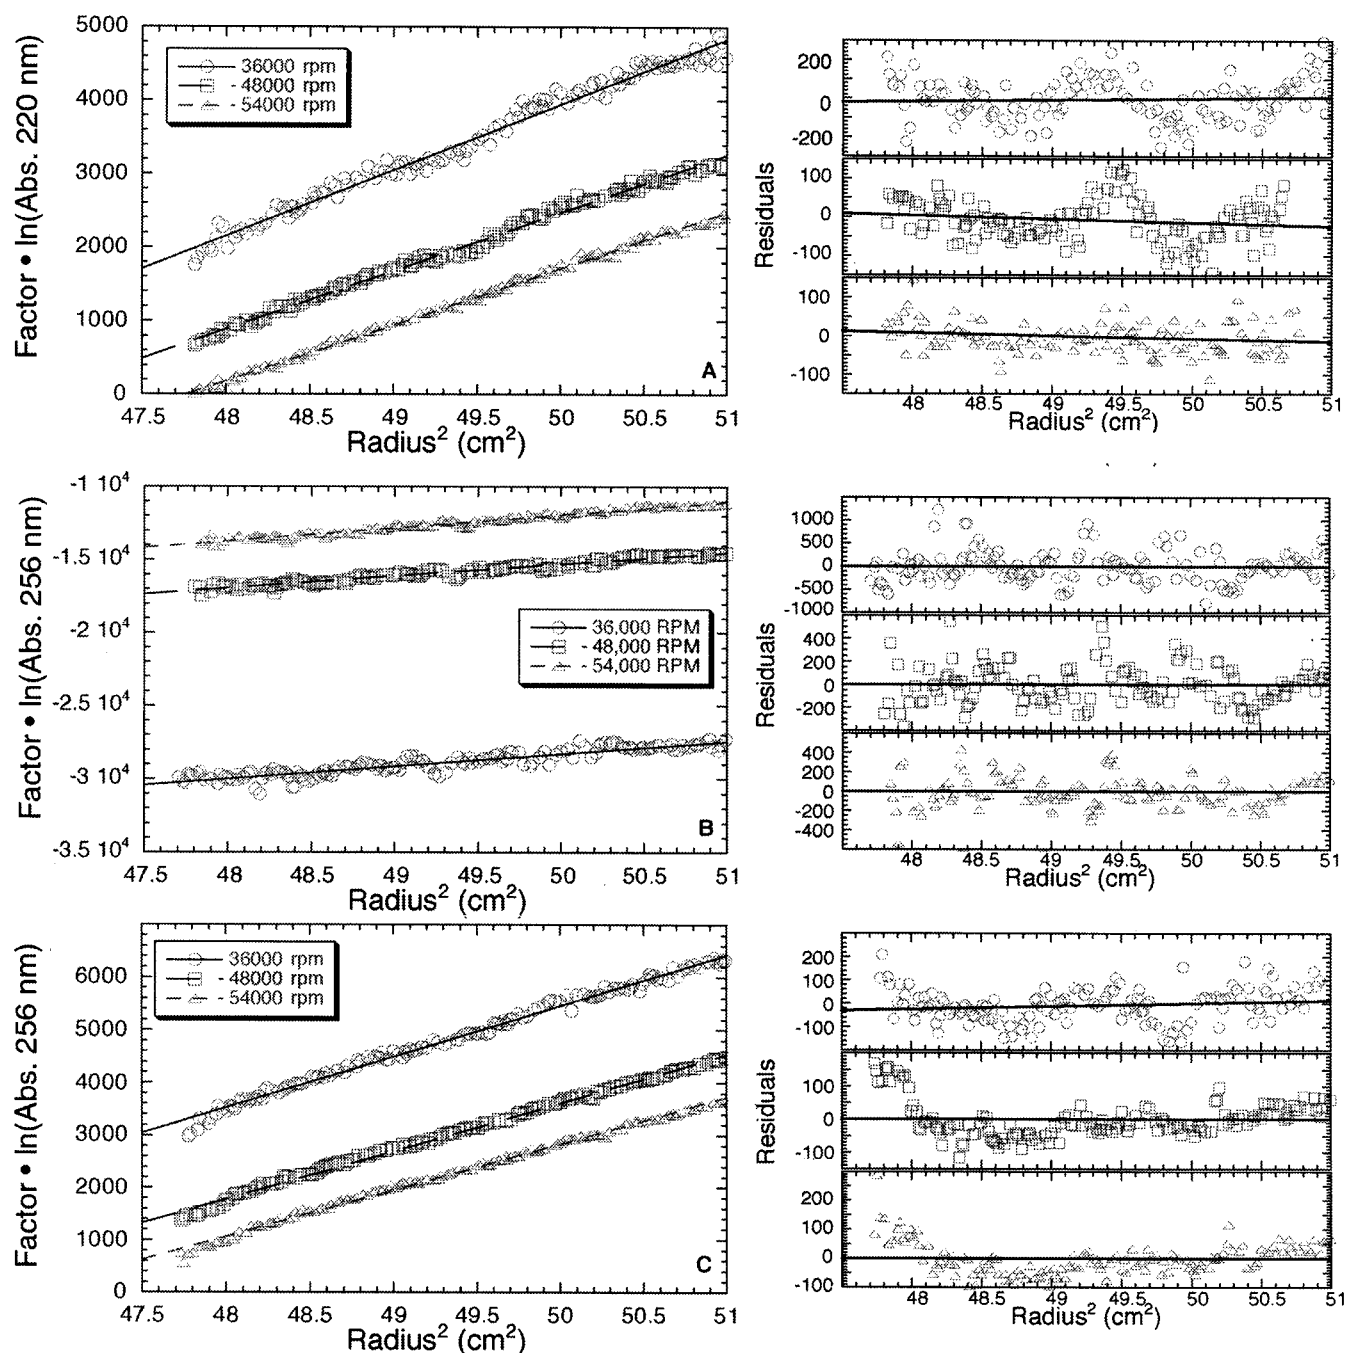 Factor • ln(Abs. 220 nm)
5000
4000
3000
2000
1000
0
36000 rpm
48000 rpm
54000 rpm
A
47.5 48 48.5 49 49.5 50 50.5 51
Radius² (cm²)
Residuals
200
0
-200
100
0
-100
100
0
-100
48 48.5 49 49.5 50 50.5 51
Radius² (cm²)
Factor • ln(Abs. 256 nm)
-1 10⁴
-1.5 10⁴
-2 10⁴
-2.5 10⁴
-3 10⁴
-3.5 10⁴
36,000 RPM
48,000 RPM
54,000 RPM
B
47.5 48 48.5 49 49.5 50 50.5 51
Radius² (cm²)
Residuals
1000
500
0
-500
-1000
400
200
0
-200
400
200
0
-200
-400
48 48.5 49 49.5 50 50.5 51
Radius² (cm²)
Factor • ln(Abs. 256 nm)
6000
5000
4000
3000
2000
1000
0
36000 rpm
48000 rpm
54000 rpm
C
47.5 48 48.5 49 49.5 50 50.5 51
Radius² (cm²)
Residuals
200
100
0
-100
100
0
-100
200
100
0
-100
48 48.5 49 49.5 50 50.5 51
Radius² (cm²)